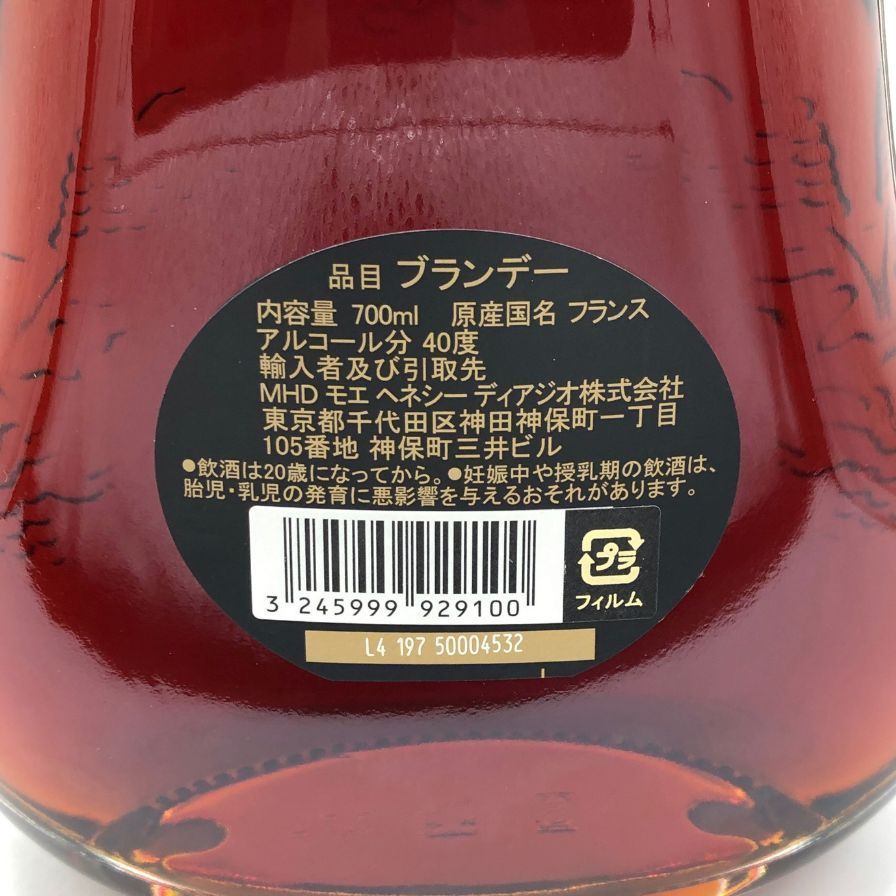 品目 ブランデー
内容量 700ml 原産国名 フランス
アルコール分 40度
輸入者及び引取先
MHD モエ ヘネシー ディアジオ株式会社
東京都千代田区神田神保町一丁目
105番地 神保町三井ビル
●飲酒は20歳になってから。●妊娠中や授乳期の飲酒は、
胎児・乳児の発育に悪影響を与えるおそれがあります。
3 245999 929100
プラ
フィルム
L4 197 50004532